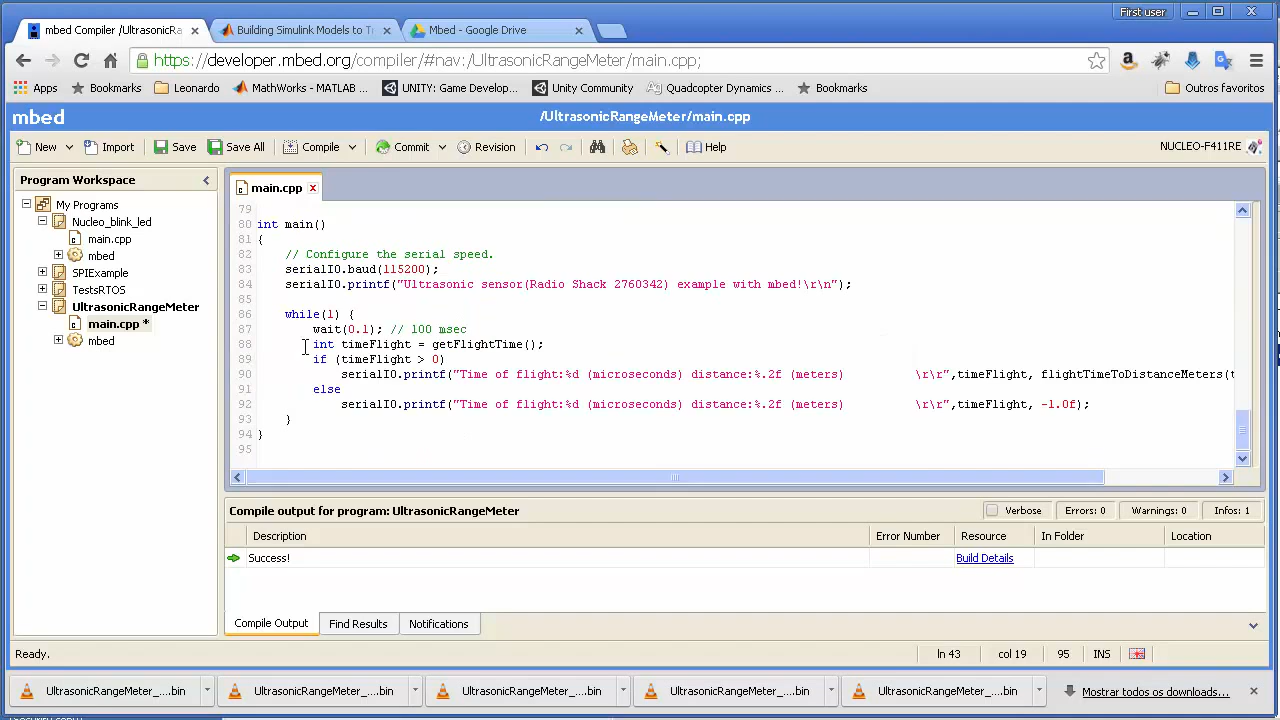 First user
mbed Compiler /UltrasonicRa
Building Simulink Models to T
Mbed - Google Drive
https://developer.mbed.org/compiler/#nav:/UltrasonicRangeMeter/main.cpp;
Apps Bookmarks Leonardo MathWorks - MATLAB ... UNITY: Game Develop... Unity Community Quadcopter Dynamics ... Bookmarks Outros Favoritos
mbed /UltrasonicRangeMeter/main.cpp
New Import Save Save All Compile Commit Revision Help NUCLEO-F411RE
Program Workspace
My Programs
Nucleo_blink_led
main.cpp
mbed
SPIExample
TestsRTOS
UltrasonicRangeMeter
main.cpp *
mbed
main.cpp
79
80 int main()
81 {
82 // Configure the serial speed.
83 serialIO.baud(115200);
84 serialIO.printf("Ultrasonic sensor(Radio Shack 2760342) example with mbed!\r\n");
85
86 while(1) {
87 wait(0.1); // 100 msec
88 int timeFlight = getFlightTime();
89 if (timeFlight > 0)
90 serialIO.printf("Time of flight:%d (microseconds) distance:%.2f (meters) \r\r",timeFlight, flightTimeToDistanceMeters(t
91 else
92 serialIO.printf("Time of flight:%d (microseconds) distance:%.2f (meters) \r\r",timeFlight, -1.0f);
93 }
94 }
95
Compile output for program: UltrasonicRangeMeter Verbose Errors: 0 Warnings: 0 Infos: 1
Description Error Number Resource In Folder Location
Success! Build Details
Compile Output Find Results Notifications
Ready. ln 43 col 19 95 INS
UltrasonicRangeMeter_....bin UltrasonicRangeMeter_....bin UltrasonicRangeMeter_....bin UltrasonicRangeMeter_....bin UltrasonicRangeMeter_....bin Mostrar todos os downloads...